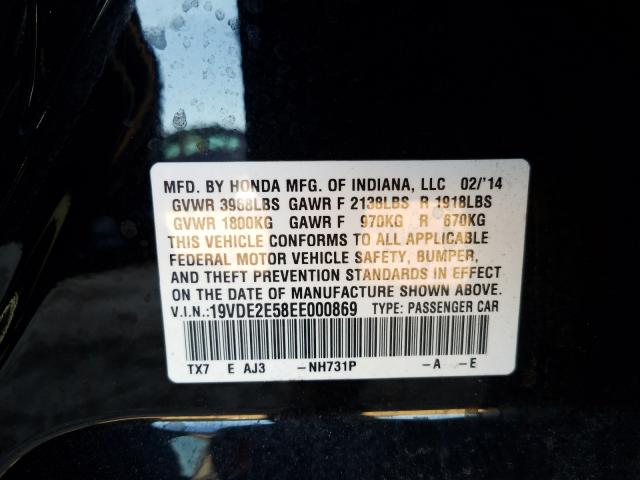 MFD. BY HONDA MFG. OF INDIANA, LLC 02/'14
GVWR 3968LBS GAWR F 2138LBS R 1918LBS
GVWR 1800KG GAWR F 970KG R 870KG
THIS VEHICLE CONFORMS TO ALL APPLICABLE
FEDERAL MOTOR VEHICLE SAFETY, BUMPER,
AND THEFT PREVENTION STANDARDS IN EFFECT
ON THE DATE OF MANUFACTURE SHOWN ABOVE.
V.I.N.:19VDE2E58EE000869 TYPE: PASSENGER CAR
TX7 E AJ3 –NH731P –A –E